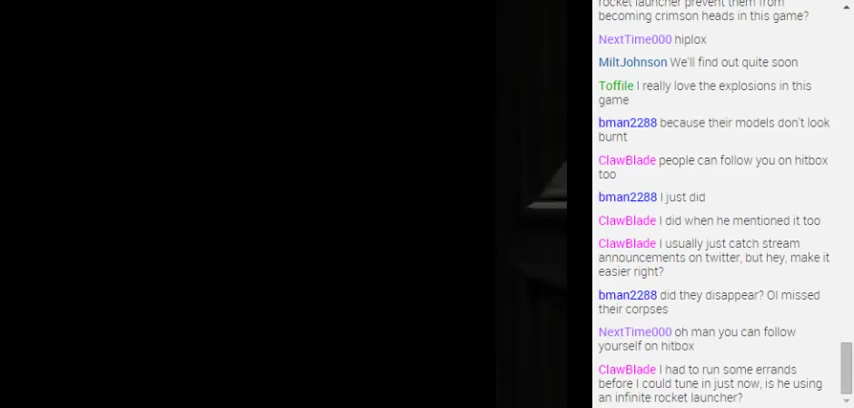 rocket launcher prevent them from
becoming crimson heads in this game?
NextTime000 hiplox
MiltJohnson We'll find out quite soon
Toffile I really love the explosions in this
game
bman2288 because their models don't look
burnt
ClawBlade people can follow you on hitbox
too
bman2288 I just did
ClawBlade I did when he mentioned it too
ClawBlade I usually just catch stream
announcements on twitter, but hey, make it
easier right?
bman2288 did they disappear? OI missed
their corpses
NextTime000 oh man you can follow
yourself on hitbox
ClawBlade I had to run some errands
before I could tune in just now, is he using
an infinite rocket launcher?